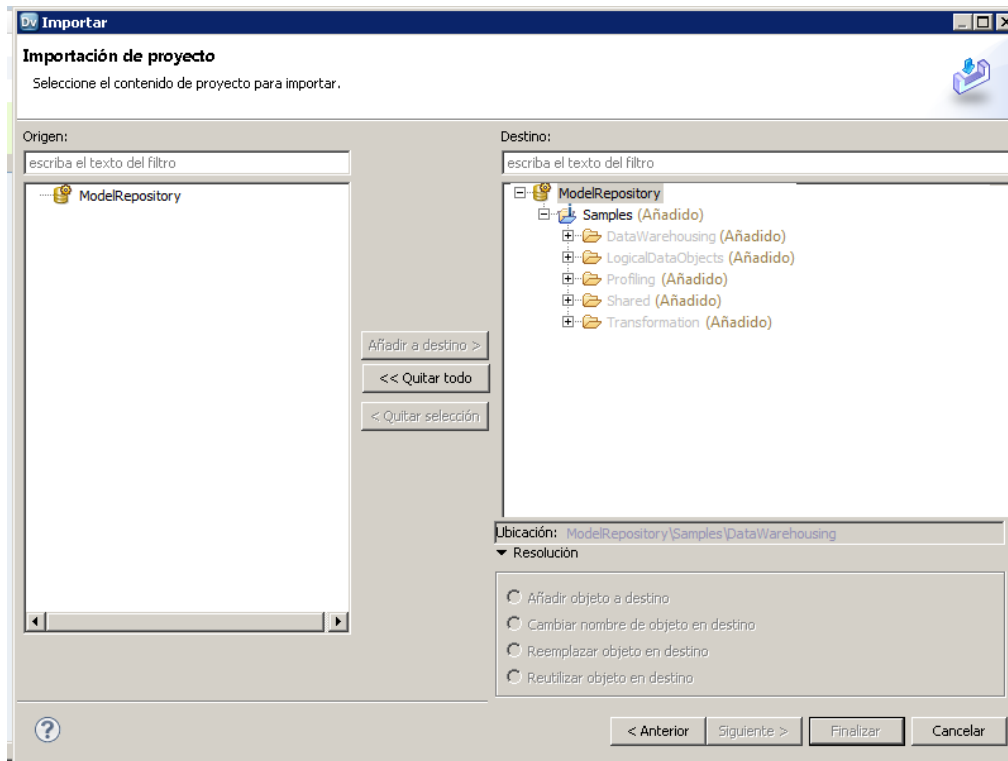 Dv Importar
Importación de proyecto
Seleccione el contenido de proyecto para importar.
Origen:
escriba el texto del filtro
ModelRepository
Añadir a destino >
<< Quitar todo
< Quitar selección
Destino:
escriba el texto del filtro
ModelRepository
Samples (Añadido)
DataWarehousing (Añadido)
LogicalDataObjects (Añadido)
Profiling (Añadido)
Shared (Añadido)
Transformation (Añadido)
Ubicación: ModelRepository\Samples\DataWarehousing
Resolución
Añadir objeto a destino
Cambiar nombre de objeto en destino
Reemplazar objeto en destino
Reutilizar objeto en destino
?
< Anterior
Siguiente >
Finalizar
Cancelar